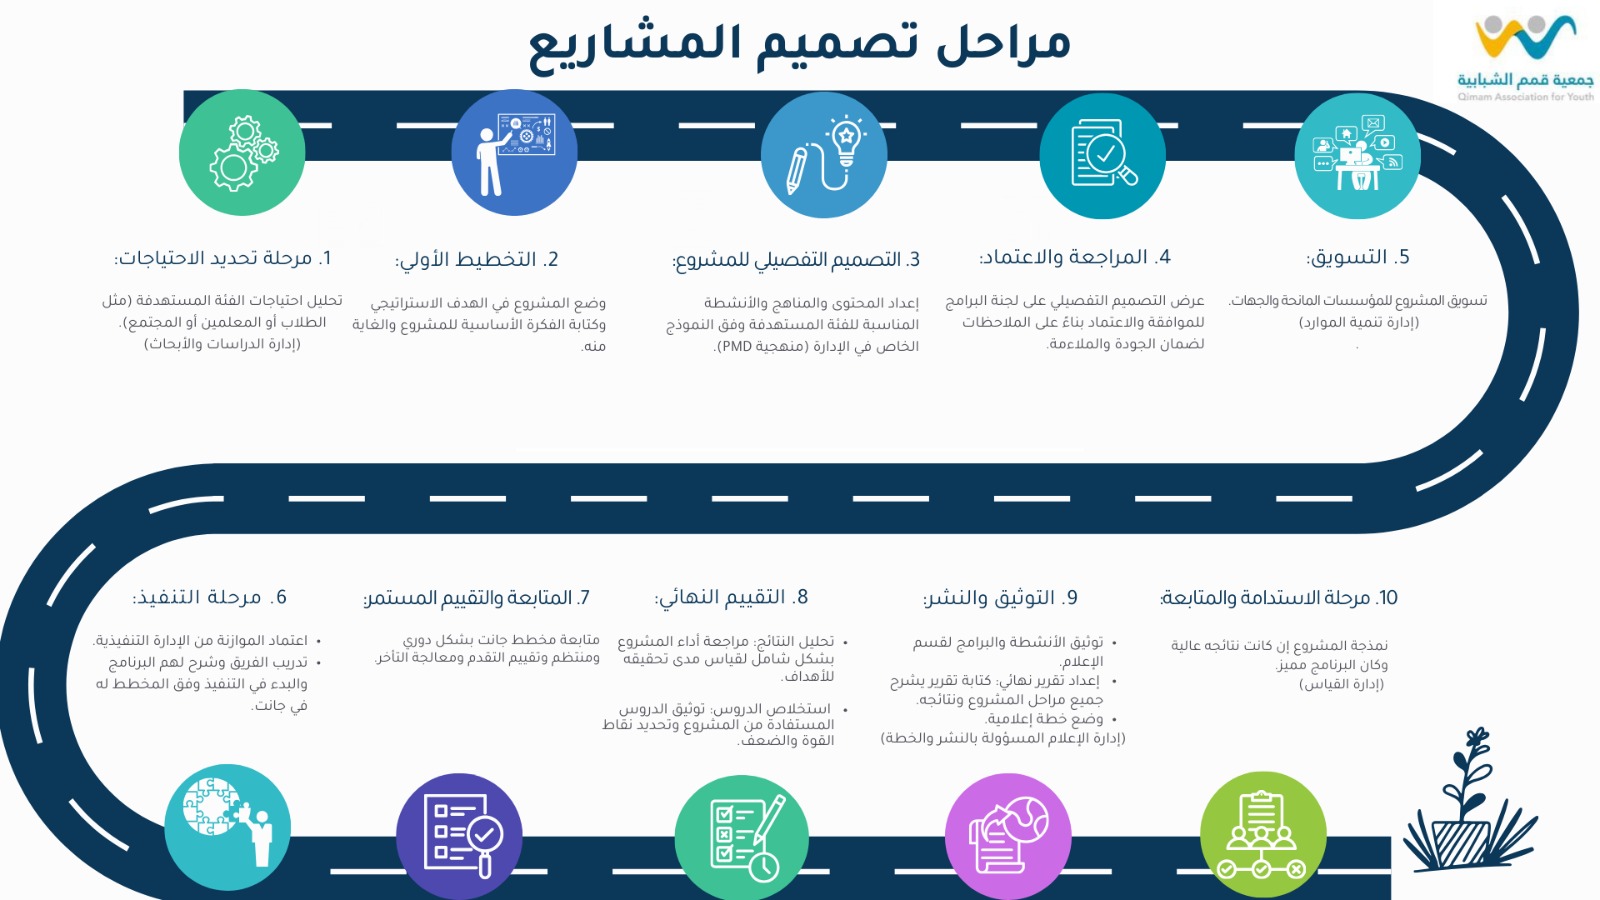 مراحل تصميم المشاريع
جمعية قمم الشبابية
Qimam Association for Youth
1. مرحلة تحديد الاحتياجات:
تحليل احتياجات الفئة المستهدفة (مثل
الطلاب أو المعلمين أو المجتمع).
(إدارة الدراسات والأبحاث)
2. التخطيط الأولي:
وضع المشروع في الهدف الاستراتيجي
وكتابة الفكرة الأساسية للمشروع والغاية
منه.
3. التصميم التفصيلي للمشروع:
إعداد المحتوى والمناهج والأنشطة
المناسبة للفئة المستهدفة وفق النموذج
الخاص في الإدارة (منهجية PMD).
4. المراجعة والاعتماد:
عرض التصميم التفصيلي على لجنة البرامج
للموافقة والاعتماد بناءً على الملاحظات
لضمان الجودة والملاءمة.
5. التسويق:
تسويق المشروع للمؤسسات المانحة والجهات.
(إدارة تنمية الموارد)
.
6. مرحلة التنفيذ:
• اعتماد الموازنة من الإدارة التنفيذية.
• تدريب الفريق وشرح لهم البرنامج
والبدء في التنفيذ وفق المخطط له
في جانت.
7. المتابعة والتقييم المستمر:
متابعة مخطط جانت بشكل دوري
ومنتظم وتقييم التقدم ومعالجة التأخر.
8. التقييم النهائي:
• تحليل النتائج: مراجعة أداء المشروع
بشكل شامل لقياس مدى تحقيقه
للأهداف.
• استخلاص الدروس: توثيق الدروس
المستفادة من المشروع وتحديد نقاط
القوة والضعف.
9. التوثيق والنشر:
• توثيق الأنشطة والبرامج لقسم
الإعلام.
• إعداد تقرير نهائي: كتابة تقرير يشرح
جميع مراحل المشروع ونتائجه.
• وضع خطة إعلامية.
(إدارة الإعلام المسؤولة بالنشر والخطة)
10. مرحلة الاستدامة والمتابعة:
نمذجة المشروع إن كانت نتائجه عالية
وكان البرنامج مميز.
(إدارة القياس)